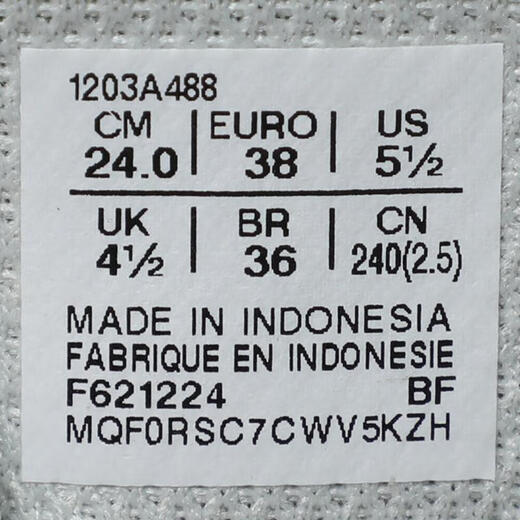 1203A488
CM | EURO | US
24.0 | 38 | 5½
UK | BR | CN
4½ | 36 | 240(2.5)
MADE IN INDONESIA
FABRIQUE EN INDONESIE
F621224 BF
MQF0RSC7CWV5KZH